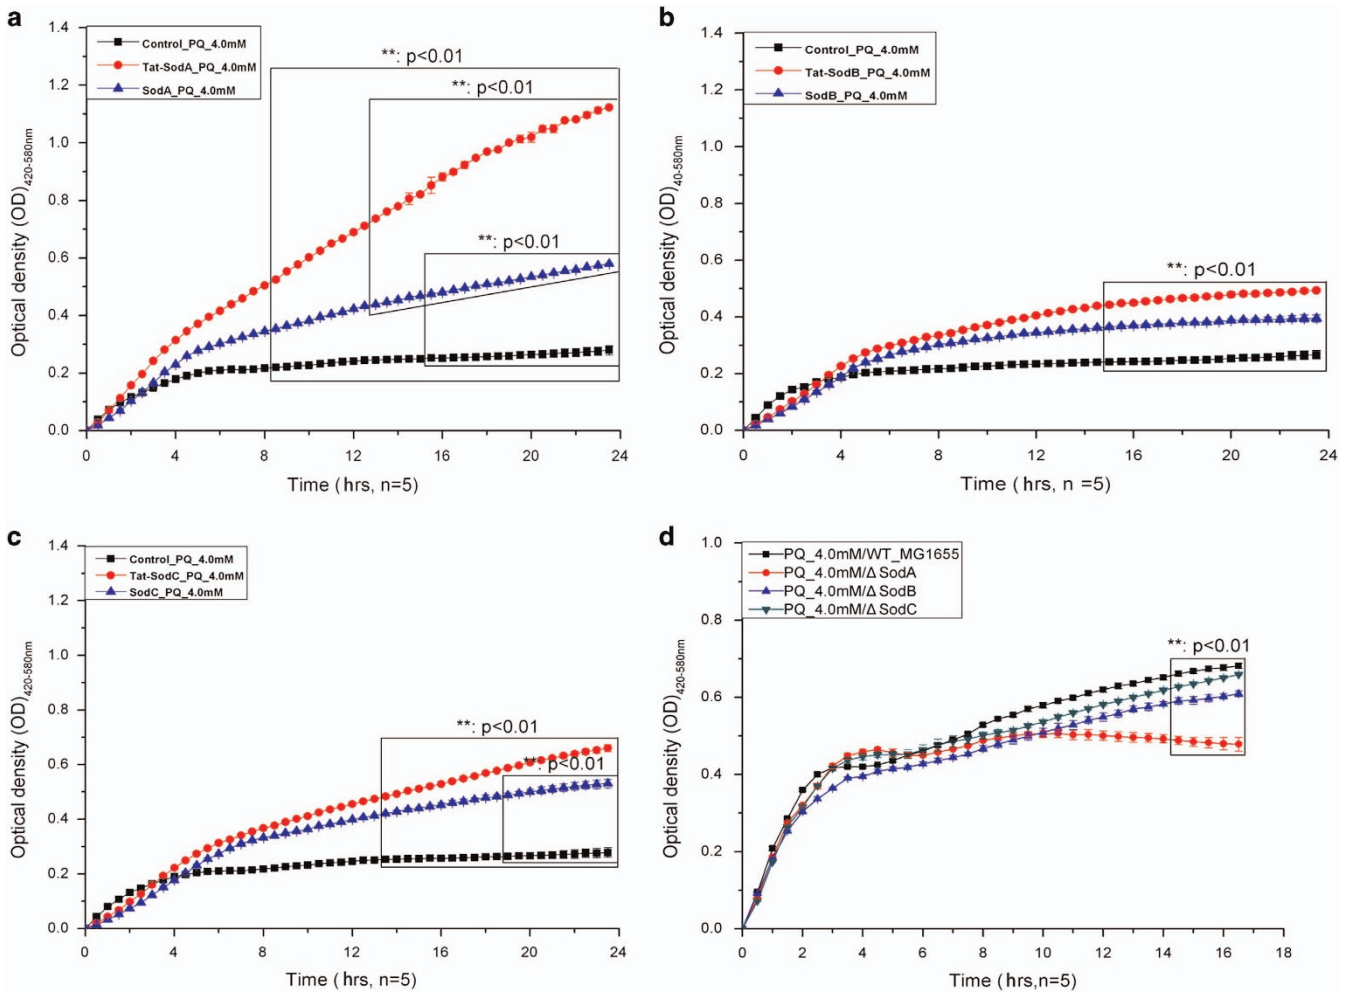 a
1.4
1.2
1.0
0.8
0.6
0.4
0.2
0.0
Optical density (OD)420-580nm
Control_PQ_4.0mM
Tat-SodA_PQ_4.0mM
SodA_PQ_4.0mM
**: p<0.01
**: p<0.01
**: p<0.01
0 4 8 12 16 20 24
Time (hrs, n=5)
b
1.4
1.2
1.0
0.8
0.6
0.4
0.2
0.0
Optical density (OD)40-580nm
Control_PQ_4.0mM
Tat-SodB_PQ_4.0mM
SodB_PQ_4.0mM
**: p<0.01
0 4 8 12 16 20 24
Time (hrs, n =5)
c
1.4
1.2
1.0
0.8
0.6
0.4
0.2
0.0
Optical density (OD)420-580nm
Control_PQ_4.0mM
Tat-SodC_PQ_4.0mM
SodC_PQ_4.0mM
**: p<0.01
**: p<0.01
0 4 8 12 16 20 24
Time (hrs, n=5)
d
1.0
0.8
0.6
0.4
0.2
0.0
Optical density (OD)420-580nm
PQ_4.0mM/WT_MG1655
PQ_4.0mM/Δ SodA
PQ_4.0mM/Δ SodB
PQ_4.0mM/Δ SodC
**: p<0.01
0 2 4 6 8 10 12 14 16 18
Time (hrs,n=5)